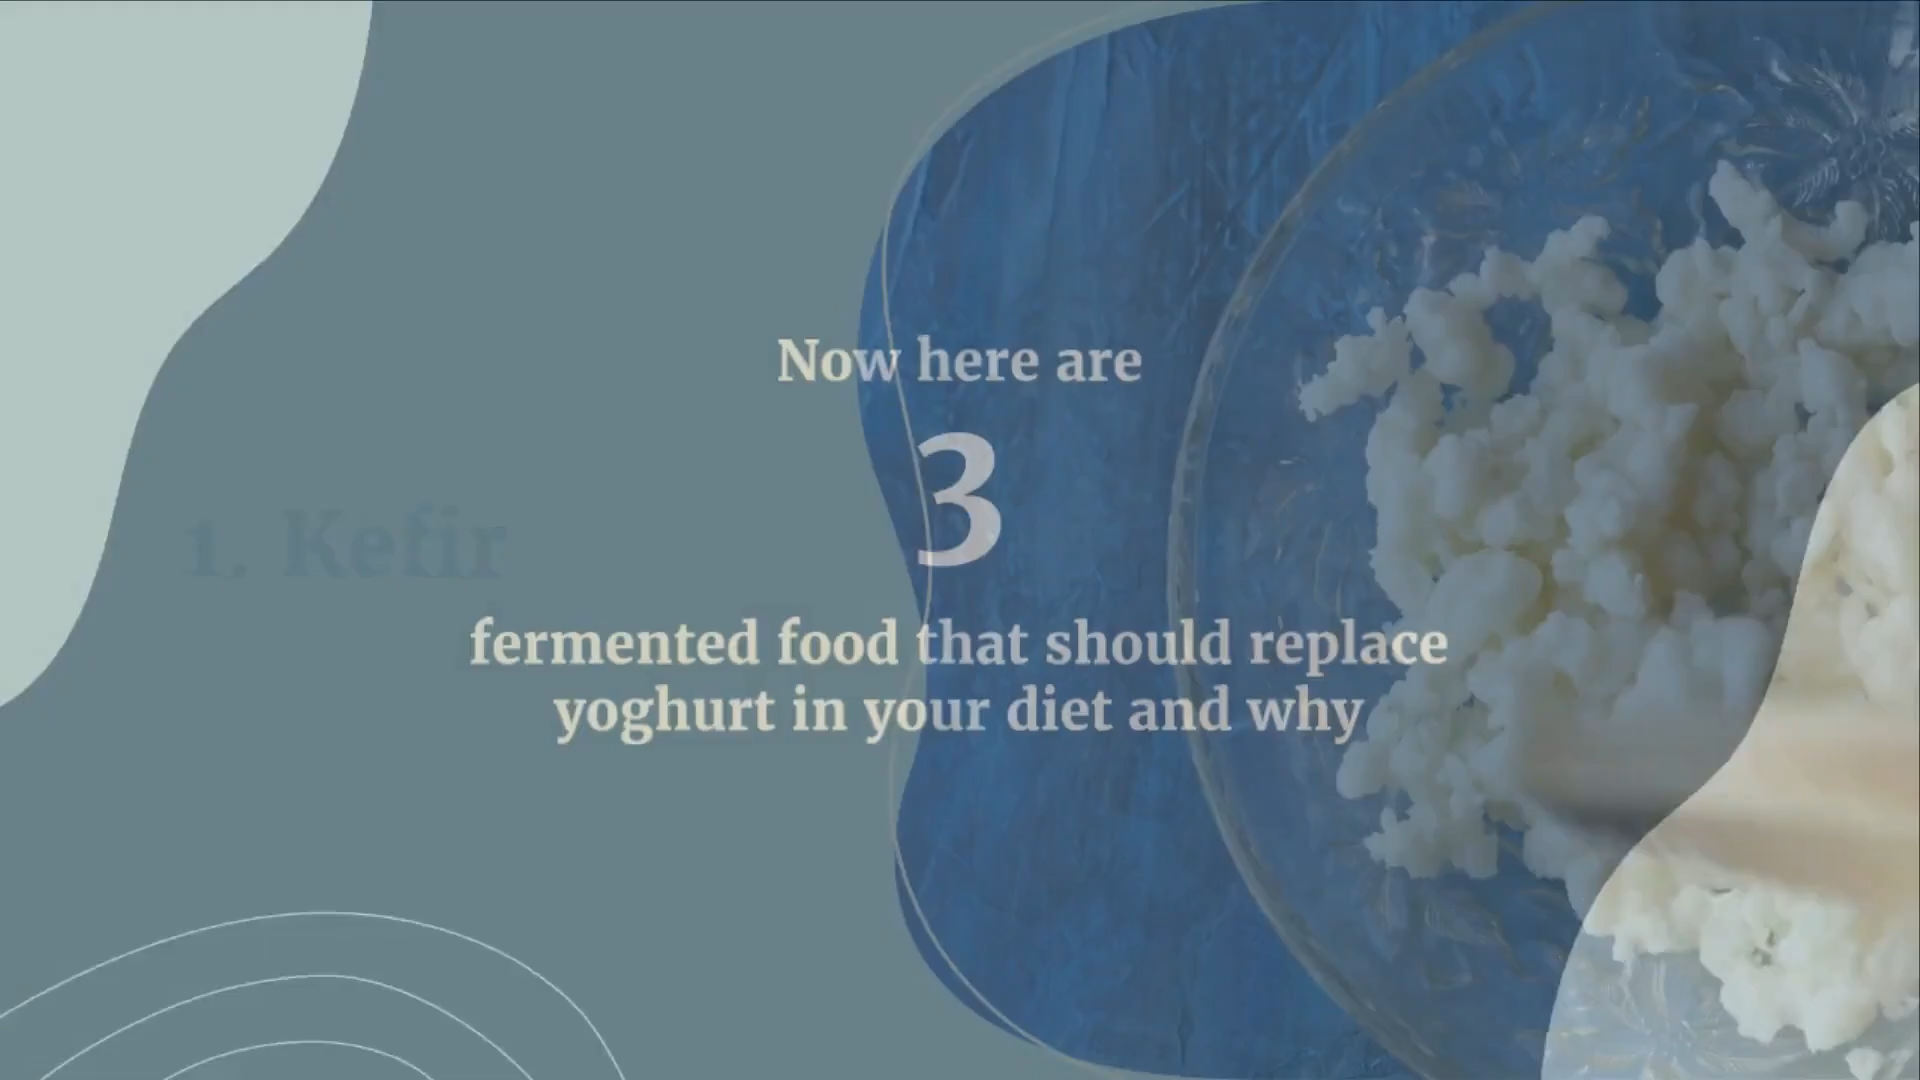 Now here are
3
1. Kefir
fermented food that should replace
yoghurt in your diet and why